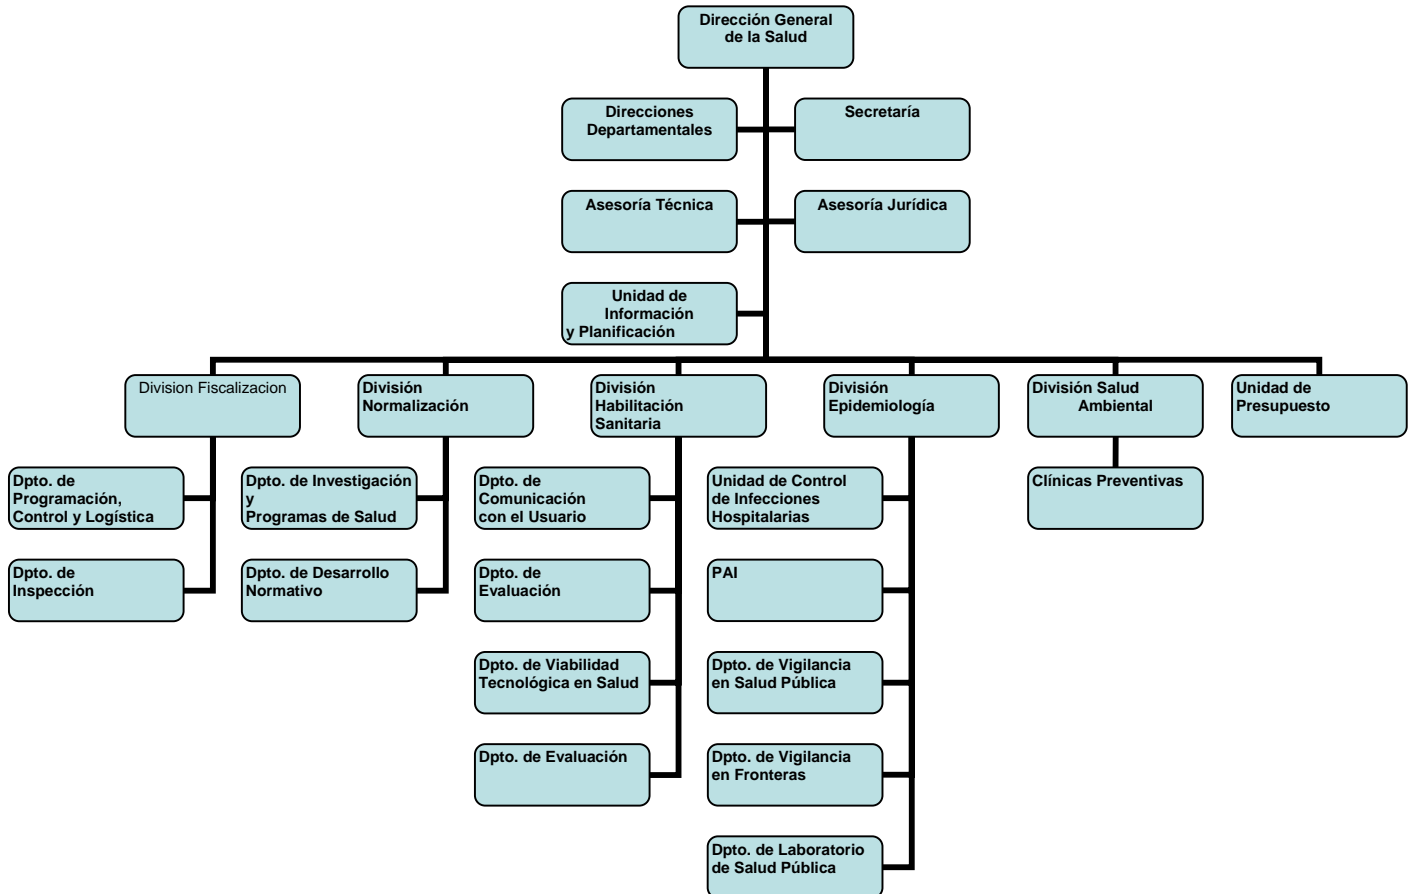 Dirección General
de la Salud
Direcciones
Departamentales
Secretaría
Asesoría Técnica
Asesoría Jurídica
Unidad de
Información
y Planificación
Division Fiscalizacion
División
Normalización
División
Habilitación
Sanitaria
División
Epidemiología
División Salud
Ambiental
Unidad de
Presupuesto
Dpto. de
Programación,
Control y Logística
Dpto. de Investigación
y
Programas de Salud
Dpto. de
Comunicación
con el Usuario
Unidad de Control
de Infecciones
Hospitalarias
Clínicas Preventivas
Dpto. de
Inspección
Dpto. de Desarrollo
Normativo
Dpto. de
Evaluación
PAI
Dpto. de Viabilidad
Tecnológica en Salud
Dpto. de Vigilancia
en Salud Pública
Dpto. de Evaluación
Dpto. de Vigilancia
en Fronteras
Dpto. de Laboratorio
de Salud Pública